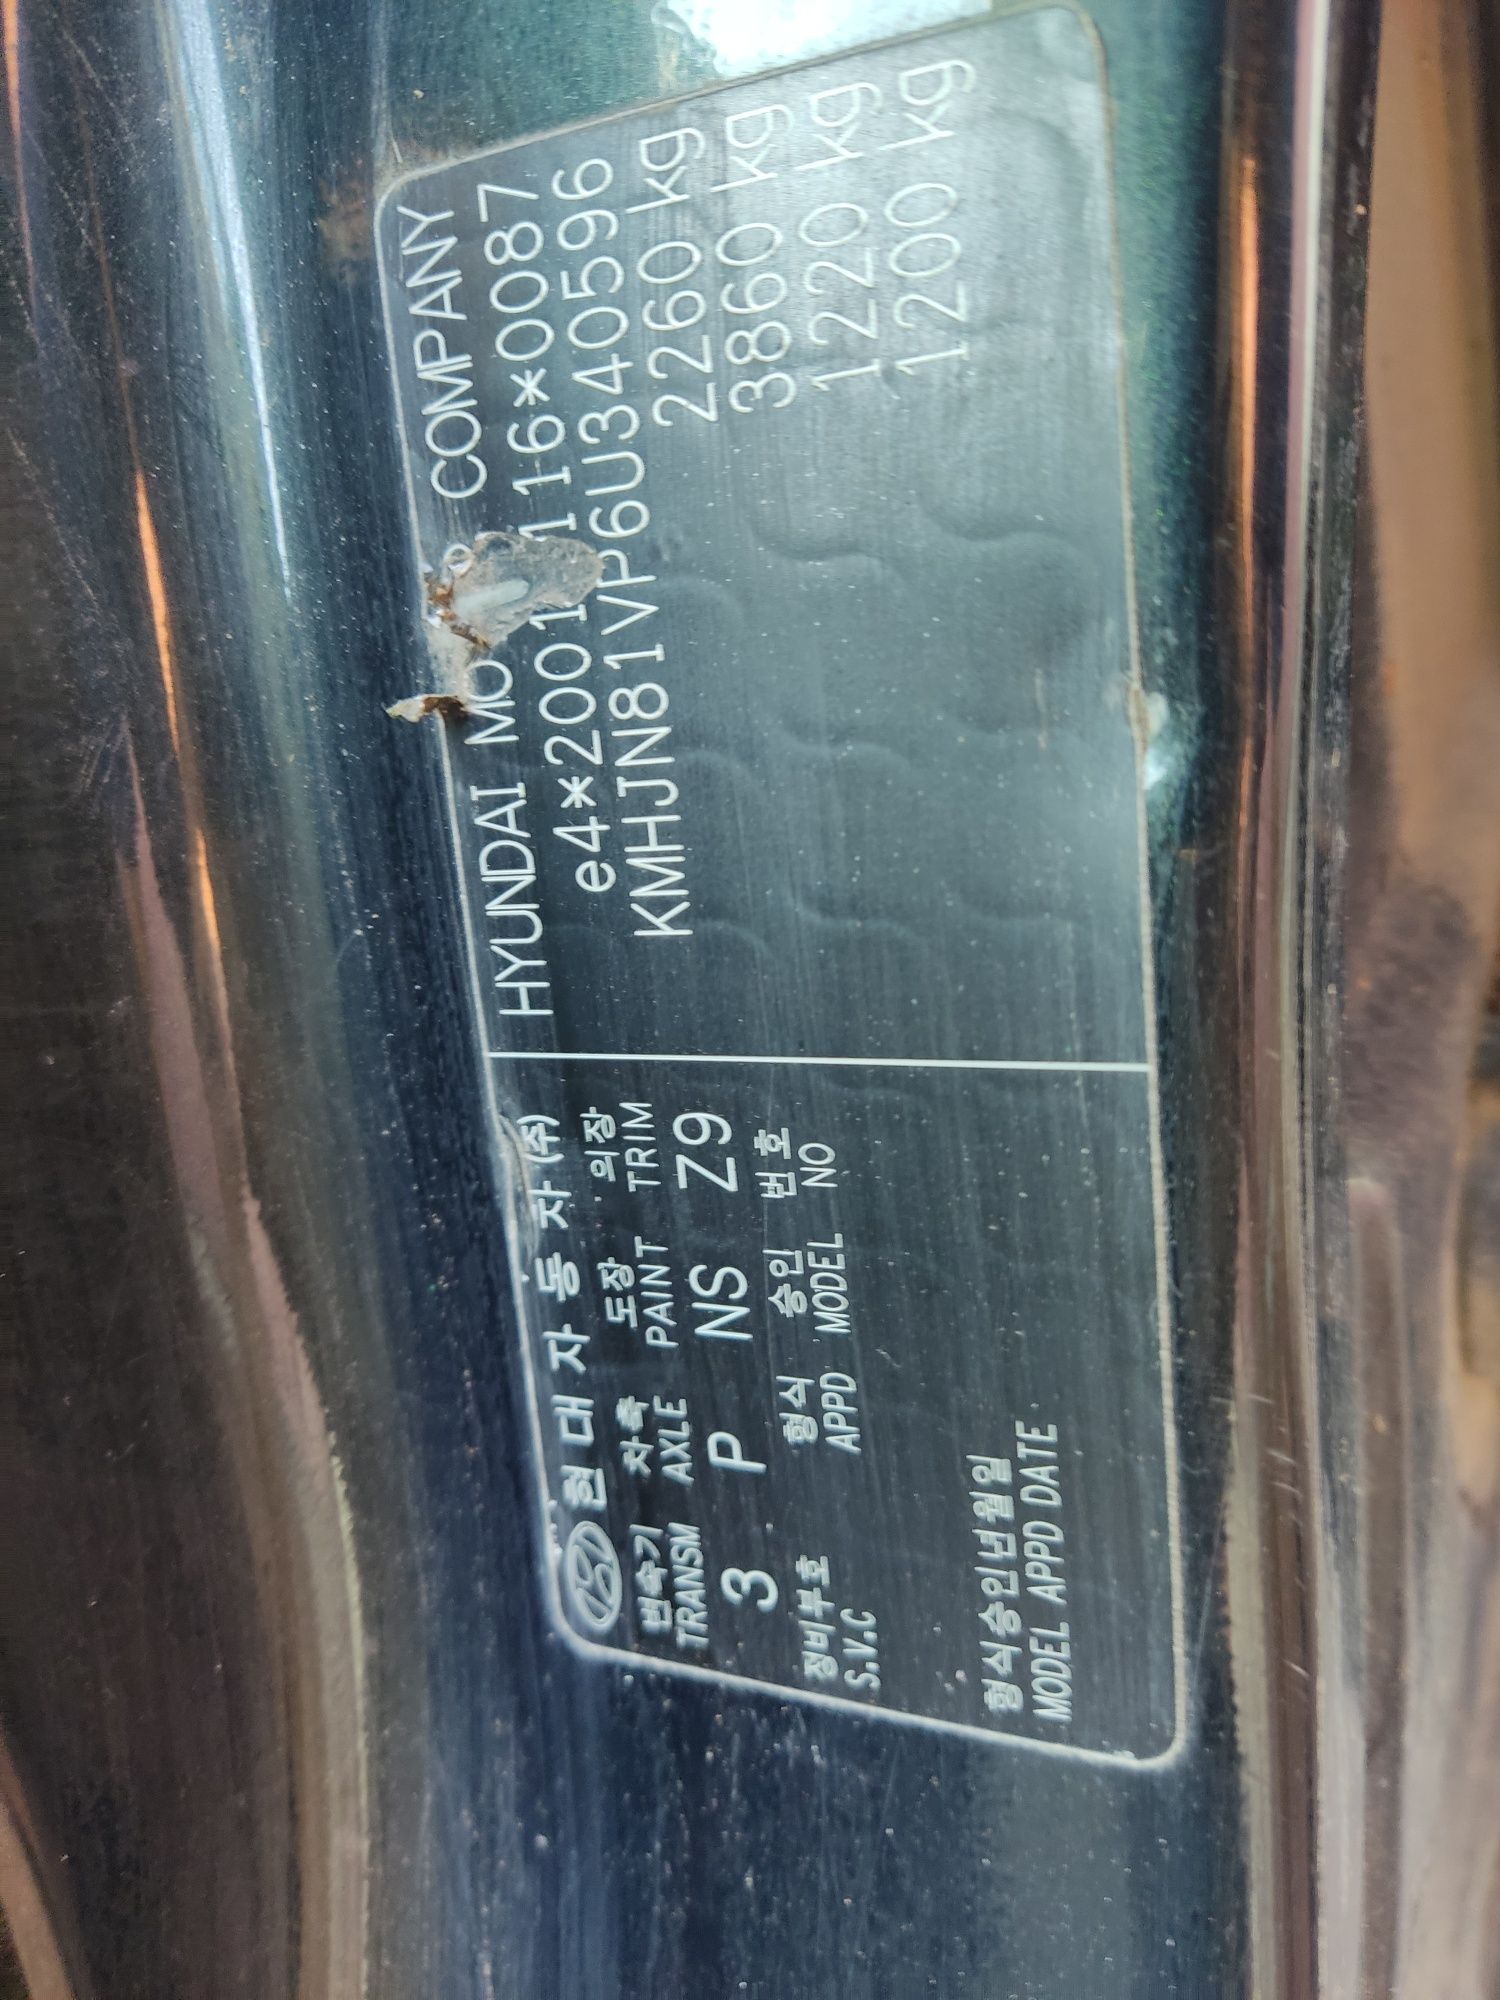 현대자동차(주)
변속기 차축 도장 의장
TRANSM AXLE PAINT TRIM
3 P NS Z9
정비부호 형식 승인 번호
S.V.C APPD MODEL NO
형식승인년월일
MODEL APPD DATE
HYUNDAI MO COMPANY
e4*2001 116*0087
KMHJN81VP6U340596
2260 kg
3860 kg
1220 kg
1200 kg